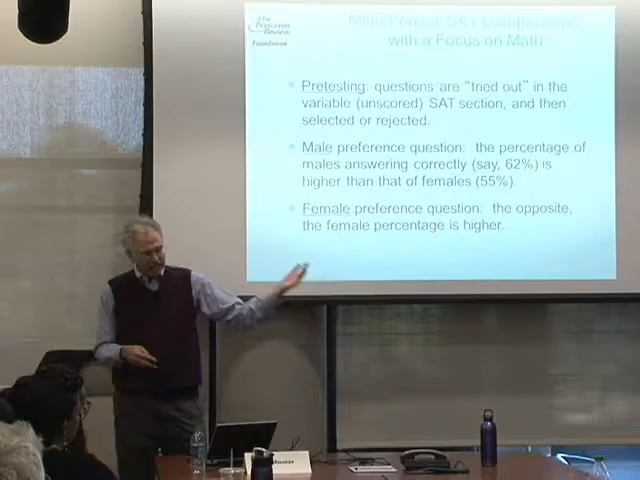 The
Princeton
Review
Foundation
Male/Female SAT Comparisons
with a Focus on Math
Pretesting: questions are "tried out" in the
variable (unscored) SAT section, and then
selected or rejected.
Male preference question: the percentage of
males answering correctly (say, 62%) is
higher than that of females (55%).
Female preference question: the opposite,
the female percentage is higher.
Rosner